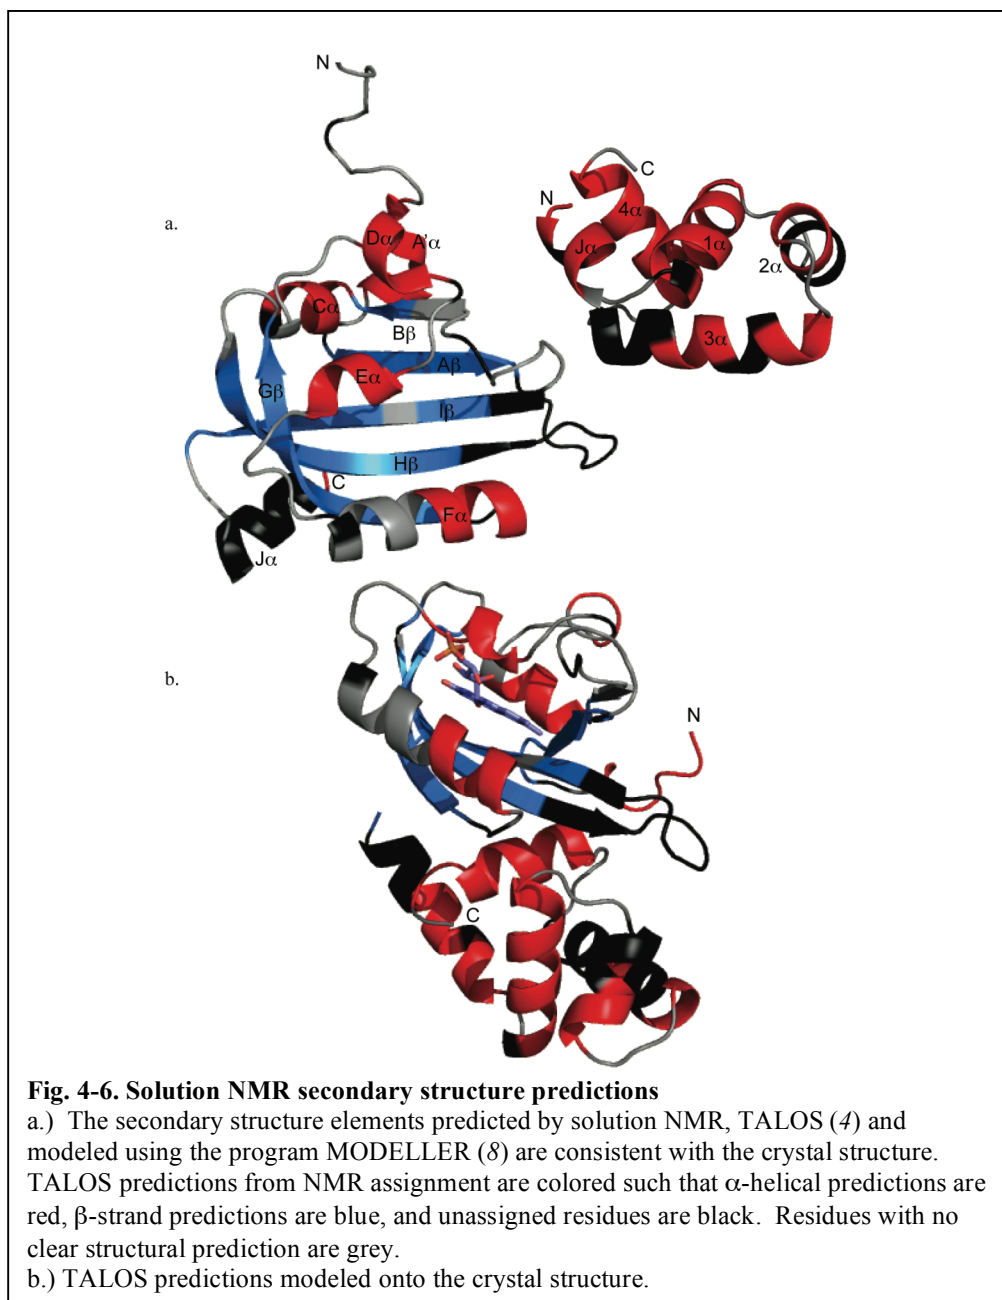 N
a.
Dα
A'α
Cα
Bβ
Aβ
Eα
Gβ
Iβ
Hβ
C
Fα
Jα
C
N
4α
Jα
1α
2α
3α
b.
N
C
Fig. 4-6. Solution NMR secondary structure predictions
a.) The secondary structure elements predicted by solution NMR, TALOS (4) and
modeled using the program MODELLER (8) are consistent with the crystal structure.
TALOS predictions from NMR assignment are colored such that α-helical predictions are
red, β-strand predictions are blue, and unassigned residues are black. Residues with no
clear structural prediction are grey.
b.) TALOS predictions modeled onto the crystal structure.